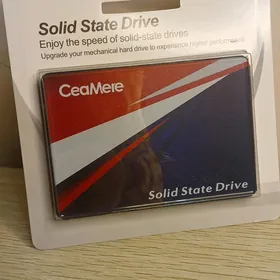 Solid State Drive
Enjoy the speed of solid-state drives
Upgrade your mechanical hard drive to experience higher performance
CeaMere
Solid State Drive